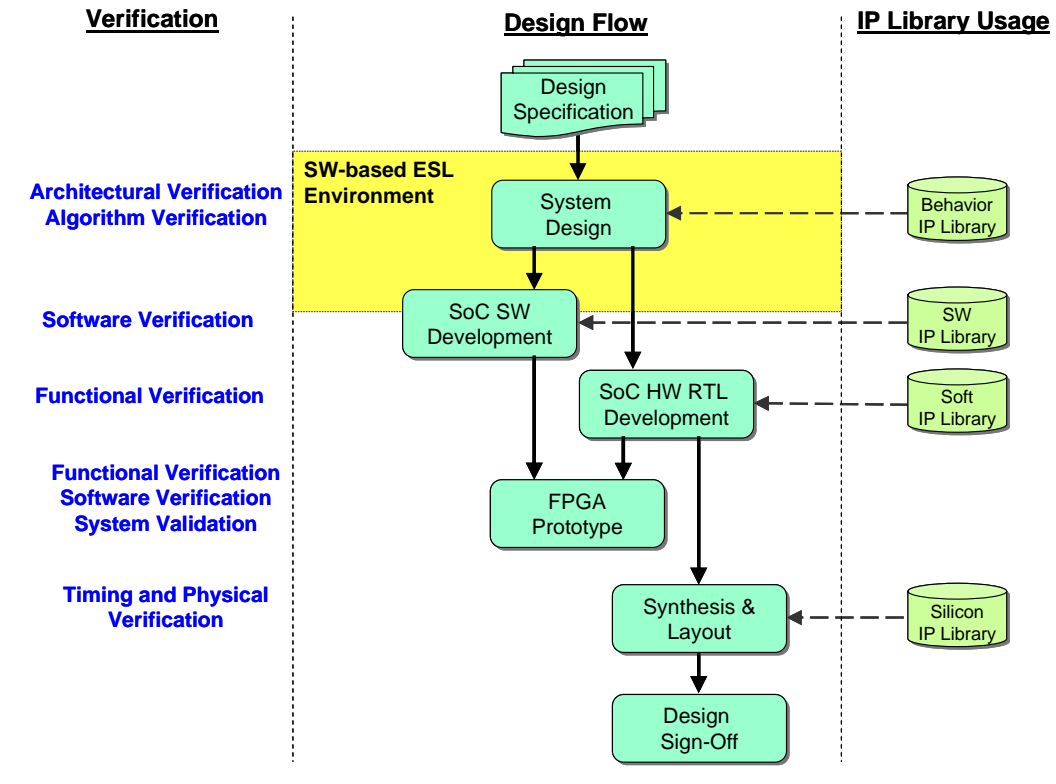 Verification
Design Flow
IP Library Usage
Design
Specification
SW-based ESL
Environment
Architectural Verification
Algorithm Verification
System
Design
Behavior
IP Library
Software Verification
SoC SW
Development
SW
IP Library
Functional Verification
SoC HW RTL
Development
Soft
IP Library
Functional Verification
Software Verification
System Validation
FPGA
Prototype
Timing and Physical
Verification
Synthesis &
Layout
Silicon
IP Library
Design
Sign-Off